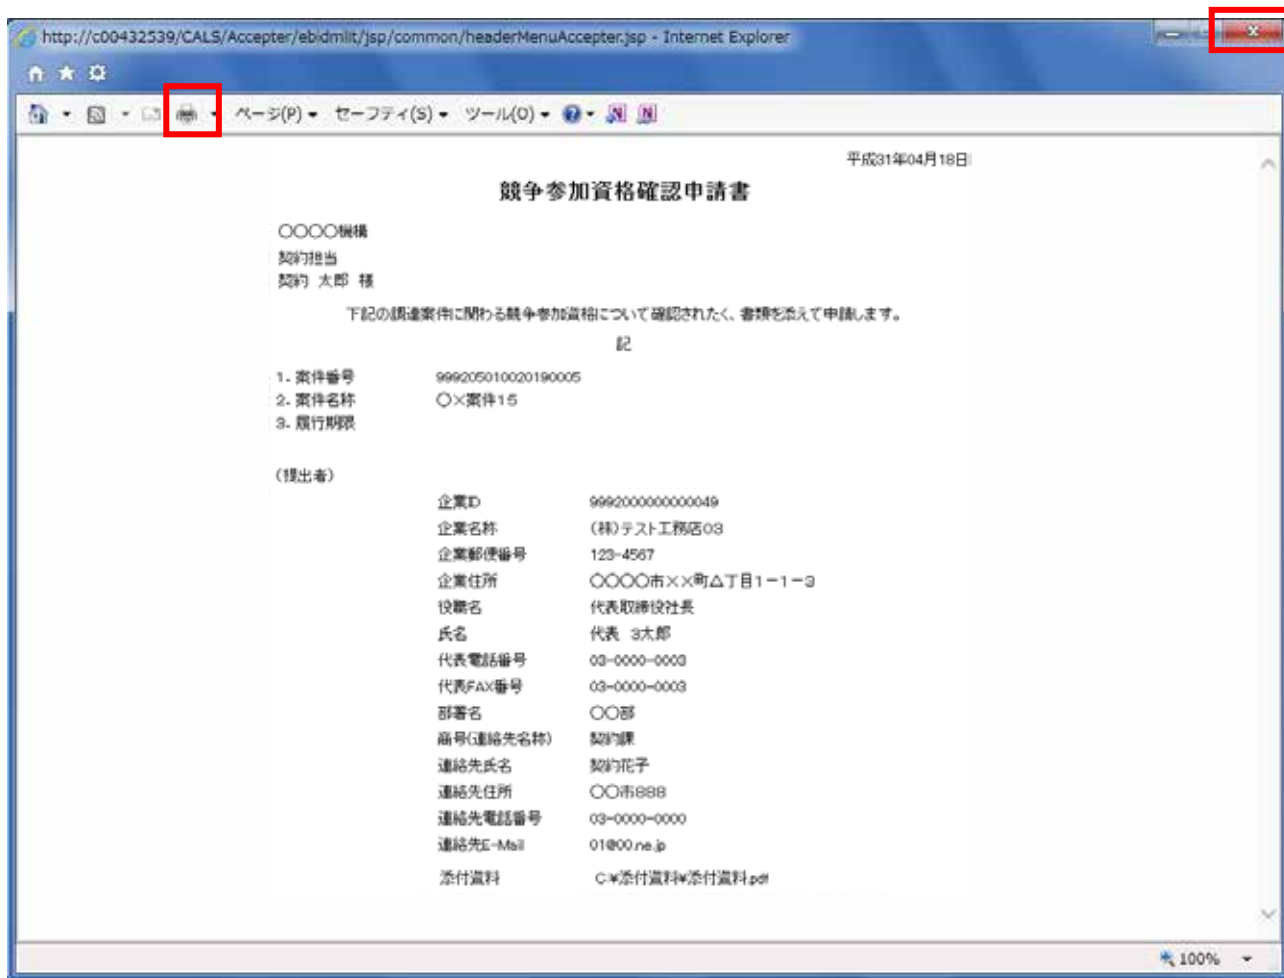 http://c00432539/CALS/Accepter/ebidmlit/jsp/common/headerMenuAccepter.jsp - Internet Explorer
ページ(P) セーフティ(S) ツール(O)
平成31年04月18日
競争参加資格確認申請書
〇〇〇〇機構
契約担当
契約 太郎 様
下記の調達案件に関わる競争参加資格について確認されたく、書類を添えて申請します。
記
1. 案件番号 999205010020190005
2. 案件名称 〇×案件15
3. 履行期限
(提出者)
企業ID 9992000000000049
企業名称 (株)テスト工務店03
企業郵便番号 123-4567
企業住所 〇〇〇〇市××町△丁目1-1-3
役職名 代表取締役社長
氏名 代表 3太郎
代表電話番号 03-0000-0003
代表FAX番号 03-0000-0003
部署名 〇〇部
商号(連絡先名称) 契約課
連絡先氏名 契約花子
連絡先住所 〇〇市888
連絡先電話番号 03-0000-0000
連絡先E-Mail 01@00.ne.jp
添付資料 C:¥添付資料¥添付資料.pdf
100%